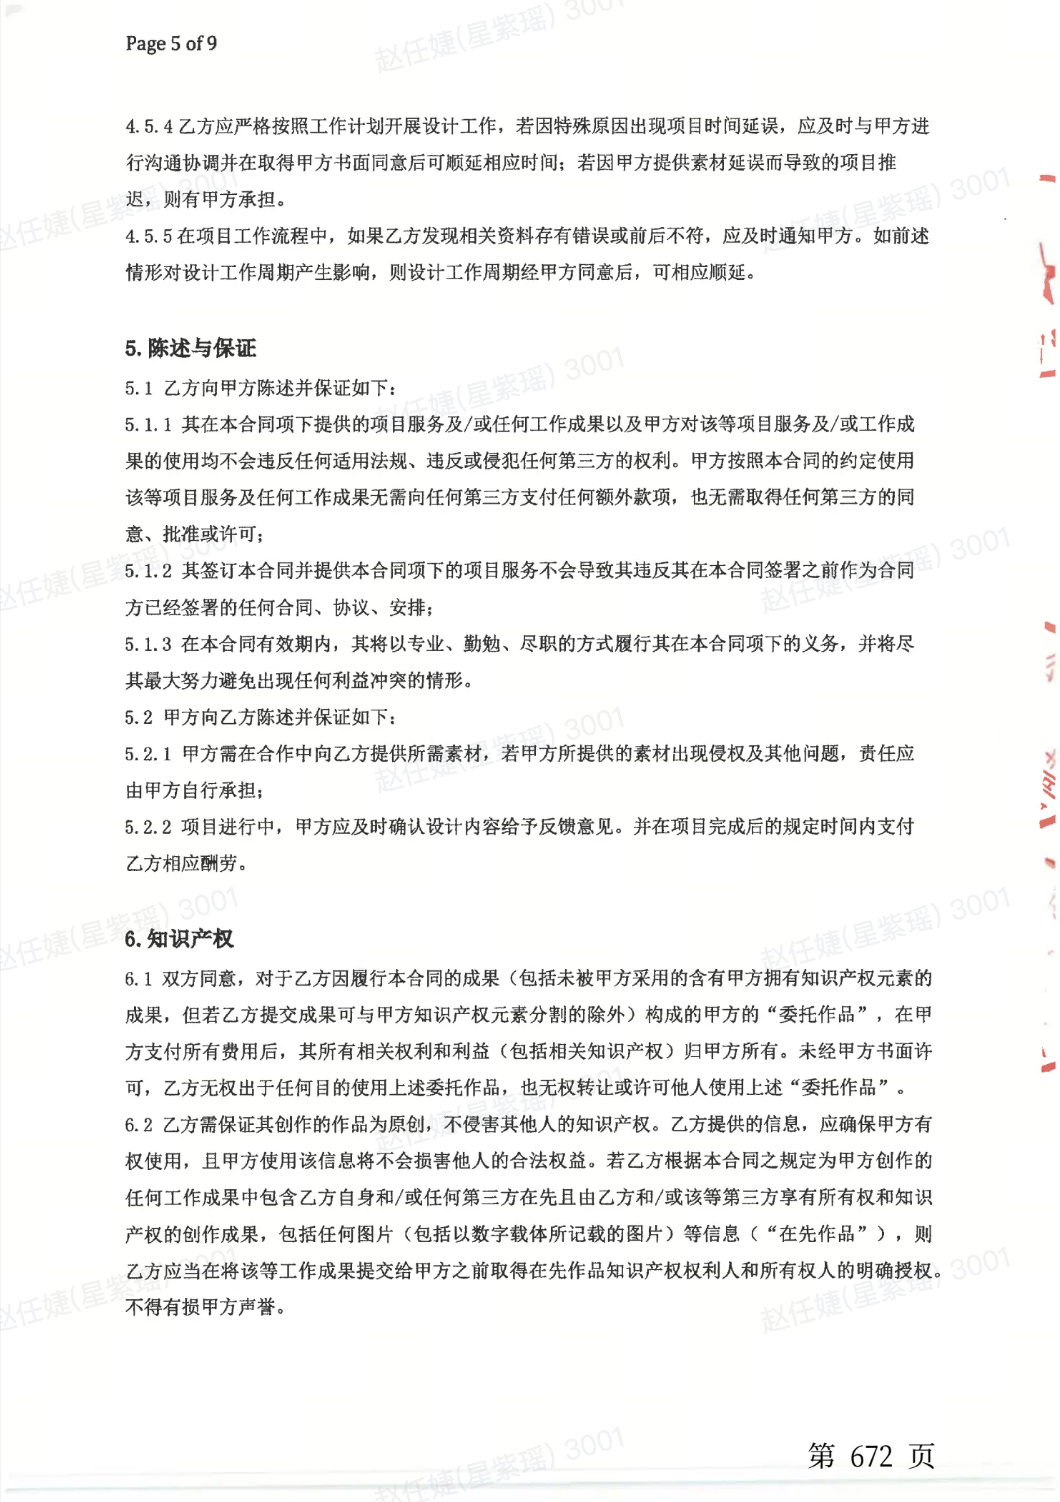 Page 5 of 9
4.5.4 乙方应严格按照工作计划开展设计工作，若因特殊原因出现项目时间延误，应及时与甲方进
行沟通协调并在取得甲方书面同意后可顺延相应时间；若因甲方提供素材延误而导致的项目推
迟，则有甲方承担。
4.5.5 在项目工作流程中，如果乙方发现相关资料存有错误或前后不符，应及时通知甲方。如前述
情形对设计工作周期产生影响，则设计工作周期经甲方同意后，可相应顺延。
5. 陈述与保证
5.1 乙方向甲方陈述并保证如下：
5.1.1 其在本合同项下提供的项目服务及/或任何工作成果以及甲方对该等项目服务及/或工作成
果的使用均不会违反任何适用法规、违反或侵犯任何第三方的权利。甲方按照本合同的约定使用
该等项目服务及任何工作成果无需向任何第三方支付任何额外款项，也无需取得任何第三方的同
意、批准或许可；
5.1.2 其签订本合同并提供本合同项下的项目服务不会导致其违反其在本合同签署之前作为合同
方已经签署的任何合同、协议、安排；
5.1.3 在本合同有效期内，其将以专业、勤勉、尽职的方式履行其在本合同项下的义务，并将尽
其最大努力避免出现任何利益冲突的情形。
5.2 甲方向乙方陈述并保证如下：
5.2.1 甲方需在合作中向乙方提供所需素材，若甲方所提供的素材出现侵权及其他问题，责任应
由甲方自行承担；
5.2.2 项目进行中，甲方应及时确认设计内容给予反馈意见。并在项目完成后的规定时间内支付
乙方相应酬劳。
6. 知识产权
6.1 双方同意，对于乙方因履行本合同的成果（包括未被甲方采用的含有甲方拥有知识产权元素的
成果，但若乙方提交成果可与甲方知识产权元素分割的除外）构成的甲方的“委托作品”，在甲
方支付所有费用后，其所有相关权利和利益（包括相关知识产权）归甲方所有。未经甲方书面许
可，乙方无权出于任何目的使用上述委托作品，也无权转让或许可他人使用上述“委托作品”。
6.2 乙方需保证其创作的作品为原创，不侵害其他人的知识产权。乙方提供的信息，应确保甲方有
权使用，且甲方使用该信息将不会损害他人的合法权益。若乙方根据本合同之规定为甲方创作的
任何工作成果中包含乙方自身和/或任何第三方在先且由乙方和/或该等第三方享有所有权和知识
产权的创作成果，包括任何图片（包括以数字载体所记载的图片）等信息（“在先作品”），则
乙方应当在将该等工作成果提交给甲方之前取得在先作品知识产权权利人和所有权人的明确授权。
不得有损甲方声誉。
第 672 页
赵任婕(星紫瑶) 3001